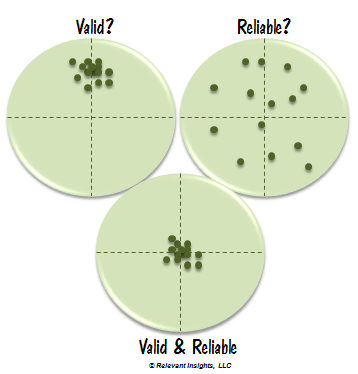 Valid?
Reliable?
Valid & Reliable
© Relevant Insights, LLC